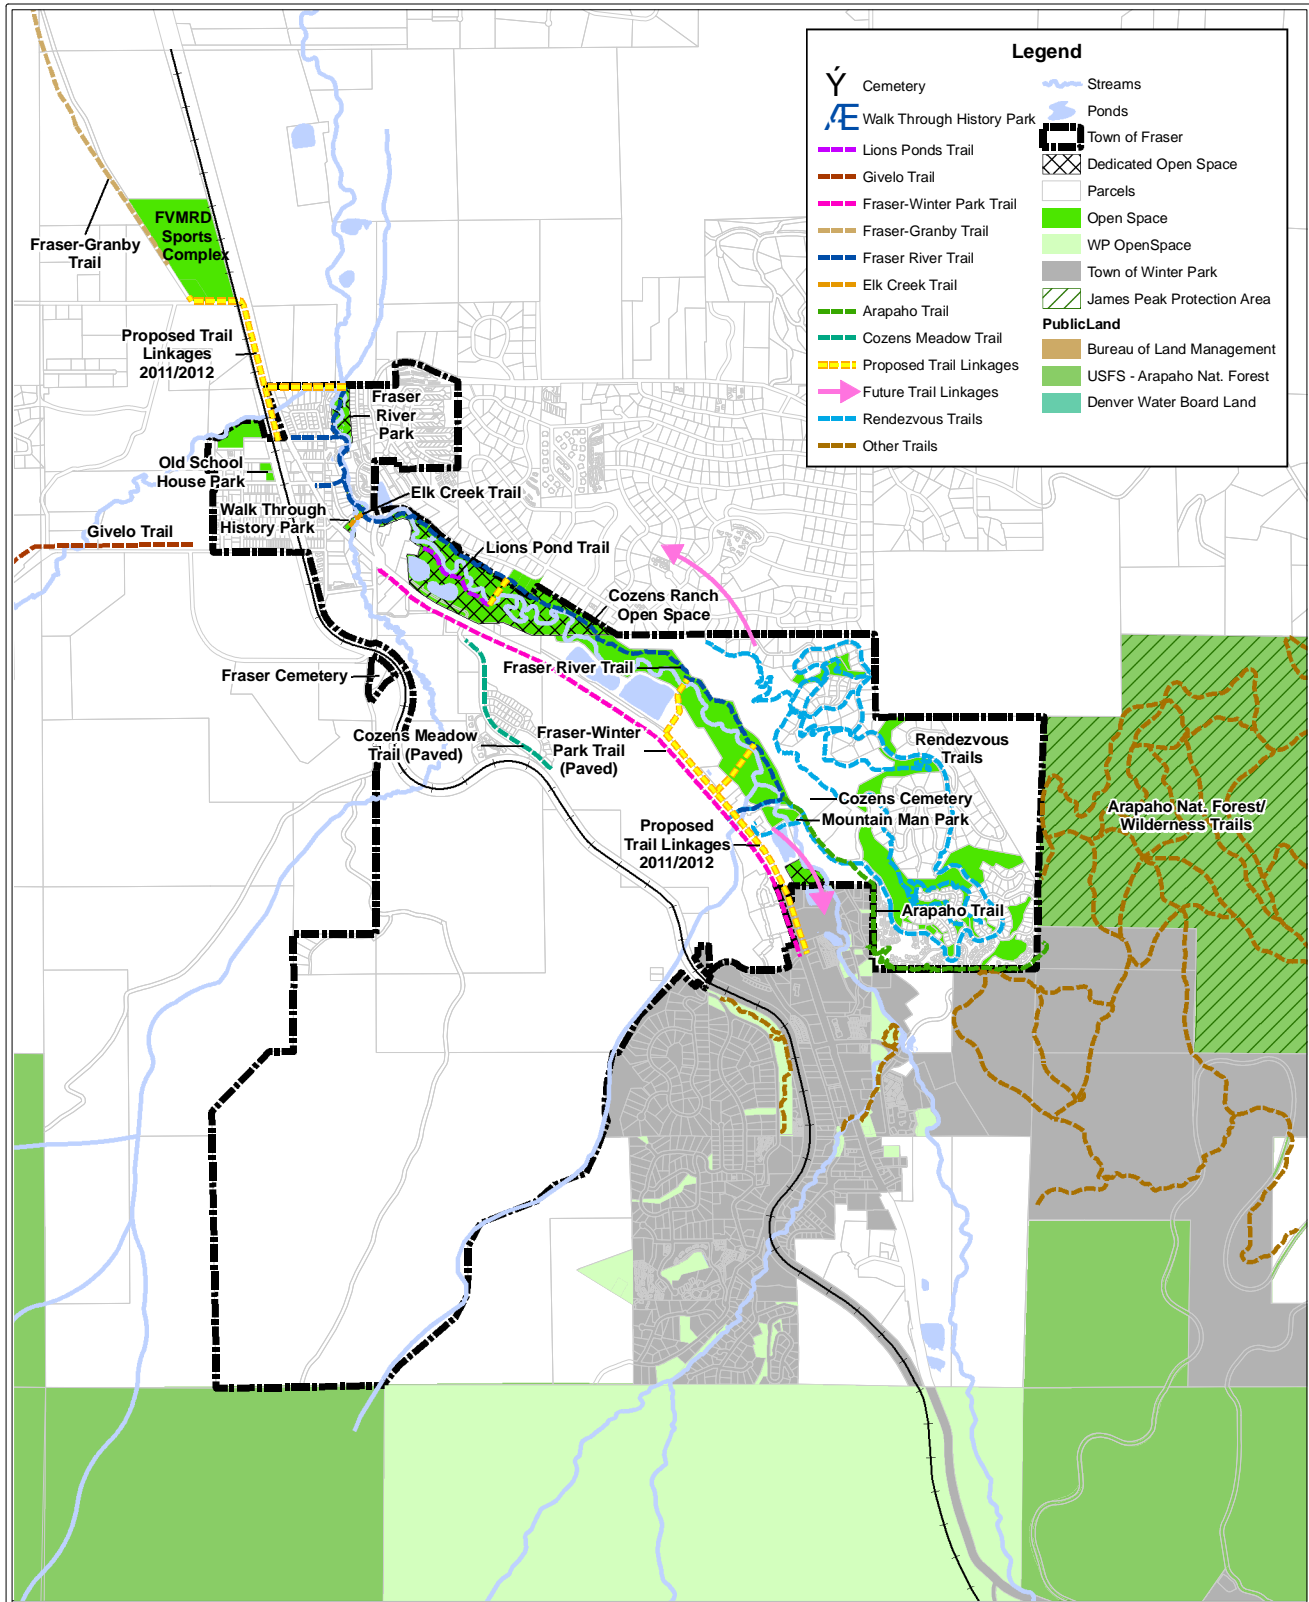 Legend
Ý Cemetery
Æ Walk Through History Park
Lions Ponds Trail
Givelo Trail
Fraser-Winter Park Trail
Fraser-Granby Trail
Fraser River Trail
Elk Creek Trail
Arapaho Trail
Cozens Meadow Trail
Proposed Trail Linkages
Future Trail Linkages
Rendezvous Trails
Other Trails
Streams
Ponds
Town of Fraser
Dedicated Open Space
Parcels
Open Space
WP OpenSpace
Town of Winter Park
James Peak Protection Area
PublicLand
Bureau of Land Management
USFS - Arapaho Nat. Forest
Denver Water Board Land
FVMRD
Sports
Complex
Fraser-Granby
Trail
Proposed Trail
Linkages
2011/2012
Fraser
River
Park
Old School
House Park
Elk Creek Trail
Walk Through
History Park
Givelo Trail
Lions Pond Trail
Cozens Ranch
Open Space
Fraser River Trail
Fraser Cemetery
Cozens Meadow
Trail (Paved)
Fraser-Winter
Park Trail
(Paved)
Rendezvous
Trails
Cozens Cemetery
Mountain Man Park
Arapaho Nat. Forest/
Wilderness Trails
Proposed
Trail Linkages
2011/2012
Arapaho Trail